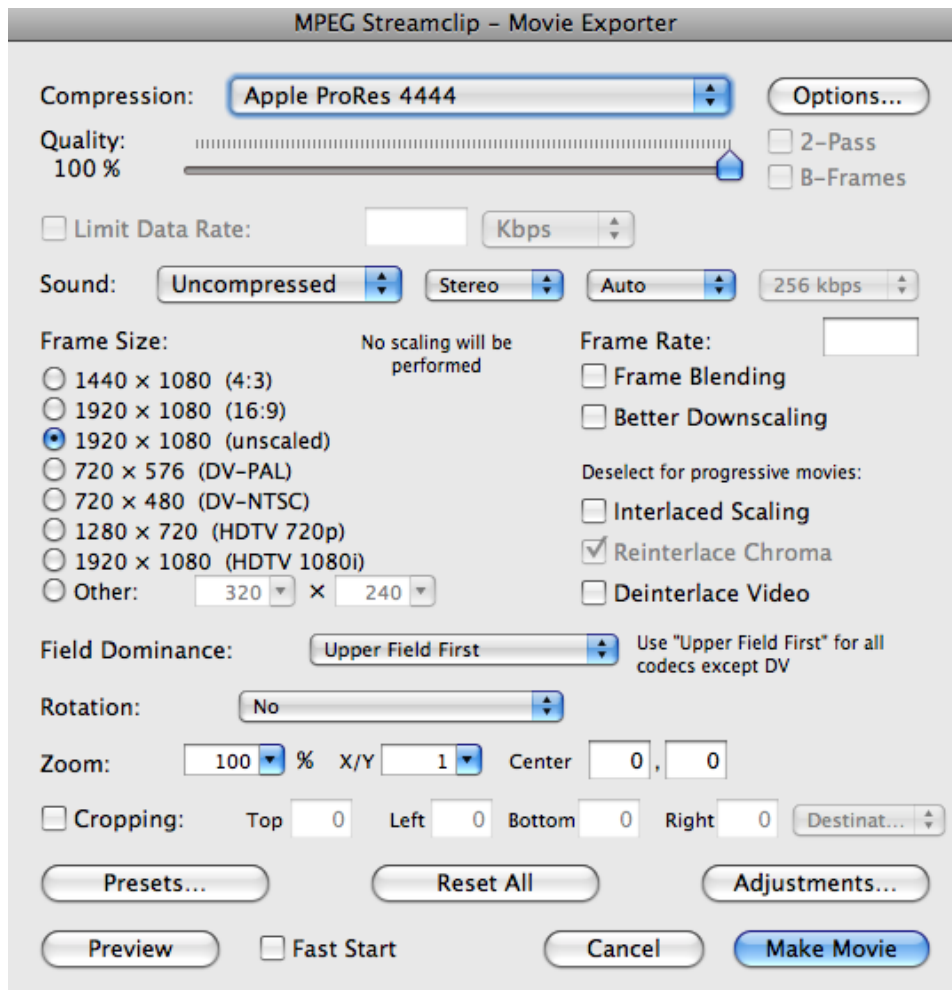 MPEG Streamclip – Movie Exporter
Compression: Apple ProRes 4444 Options...
Quality: 2-Pass
100 % B-Frames
Limit Data Rate: Kbps
Sound: Uncompressed Stereo Auto 256 kbps
Frame Size: No scaling will be performed Frame Rate:
1440 × 1080 (4:3) Frame Blending
1920 × 1080 (16:9) Better Downscaling
1920 × 1080 (unscaled)
720 × 576 (DV-PAL) Deselect for progressive movies:
720 × 480 (DV-NTSC) Interlaced Scaling
1280 × 720 (HDTV 720p) Reinterlace Chroma
1920 × 1080 (HDTV 1080i)
Other: 320 × 240 Deinterlace Video
Field Dominance: Upper Field First Use "Upper Field First" for all codecs except DV
Rotation: No
Zoom: 100 % X/Y 1 Center 0 , 0
Cropping: Top 0 Left 0 Bottom 0 Right 0 Destinat...
Presets... Reset All Adjustments...
Preview Fast Start Cancel Make Movie